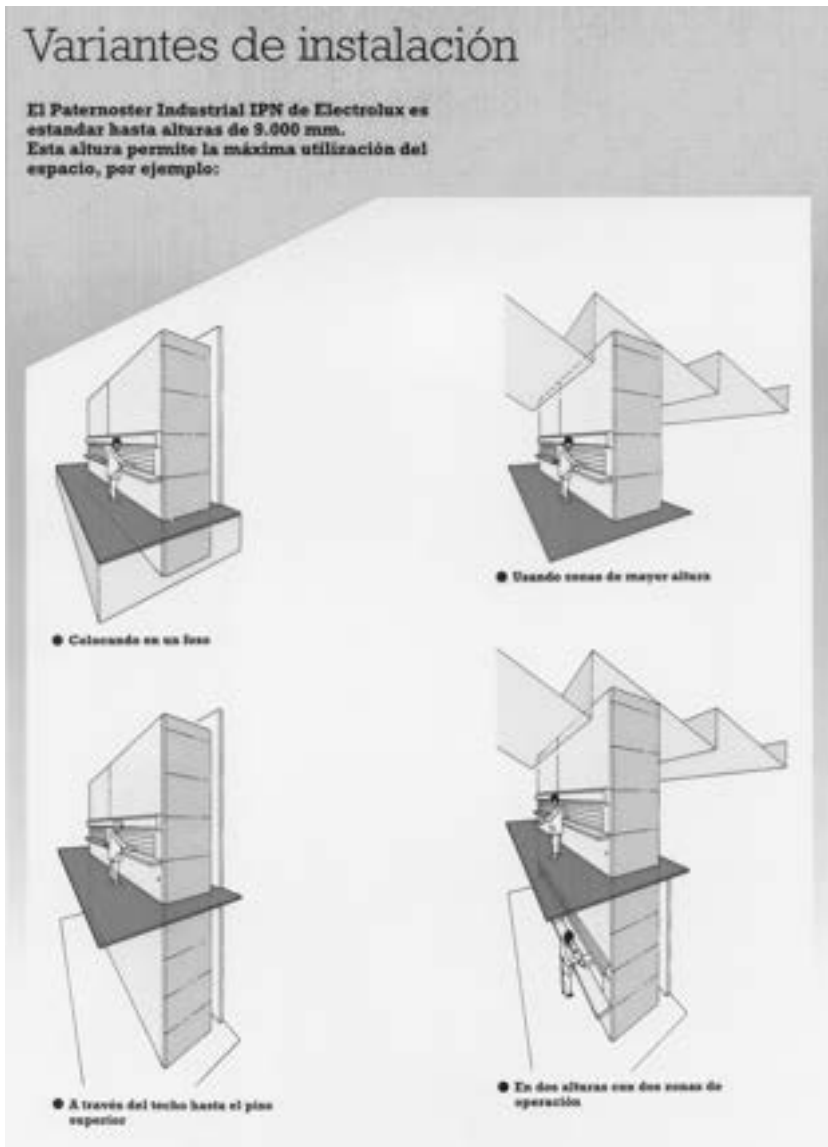 Variantes de instalación
El Paternoster Industrial IPN de Electrolux es
estandar hasta alturas de 9.000 mm.
Esta altura permite la máxima utilización del
espacio, por ejemplo:
● Colocando en un foso
● Usando zonas de mayor altura
● A través del techo hasta el piso
superior
● En dos alturas con dos zonas de
operación